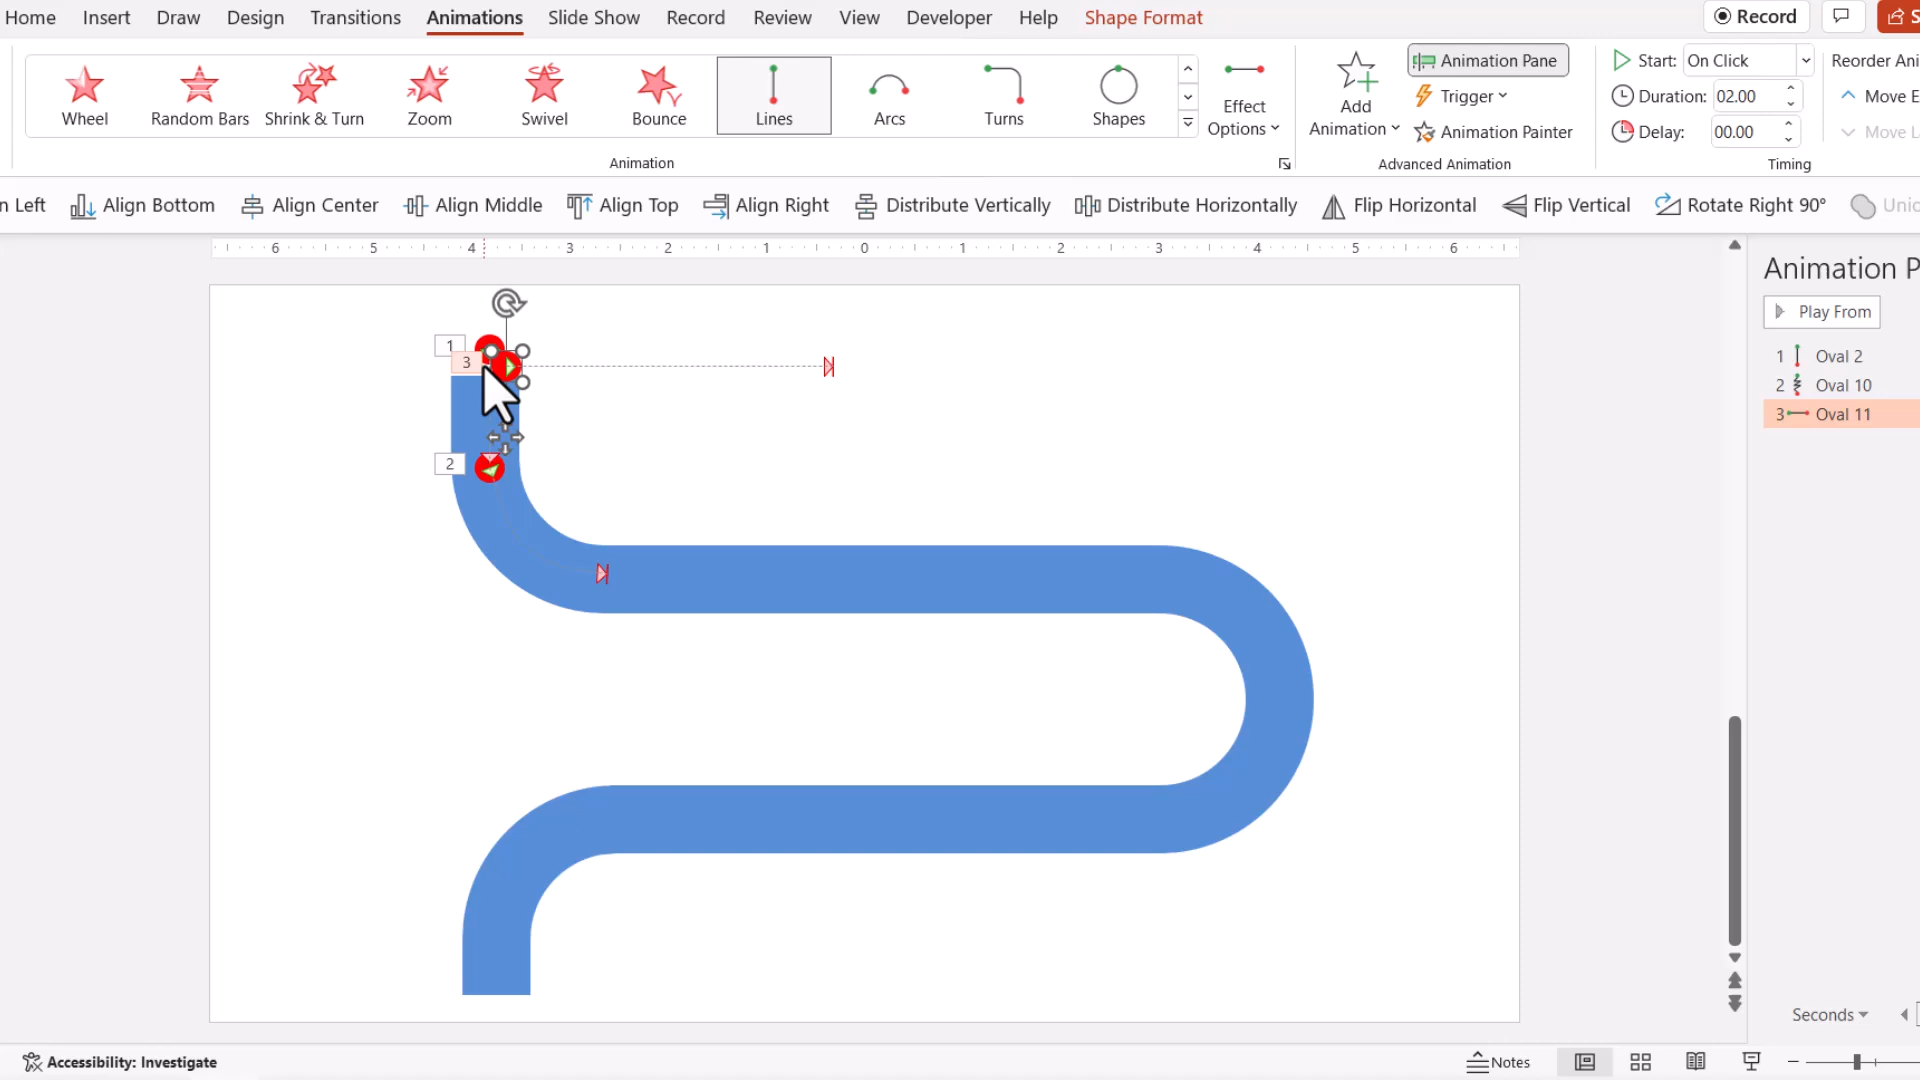 Home Insert Draw Design Transitions Animations Slide Show Record Review View Developer Help Shape Format Record S
Wheel Random Bars Shrink & Turn Zoom Swivel Bounce Lines Arcs Turns Shapes
Effect Options
Add Animation
Animation Pane
Trigger
Animation Painter
Start: On Click
Duration: 02.00
Delay: 00.00
Reorder Ani
Move E
Move L
Animation Advanced Animation Timing
n Left Align Bottom Align Center Align Middle Align Top Align Right Distribute Vertically Distribute Horizontally Flip Horizontal Flip Vertical Rotate Right 90° Unio
6 5 4 3 2 1 0 1 2 3 4 5 6
1
3
2
Animation P
Play From
1 Oval 2
2 Oval 10
3 Oval 11
Seconds
Accessibility: Investigate Notes